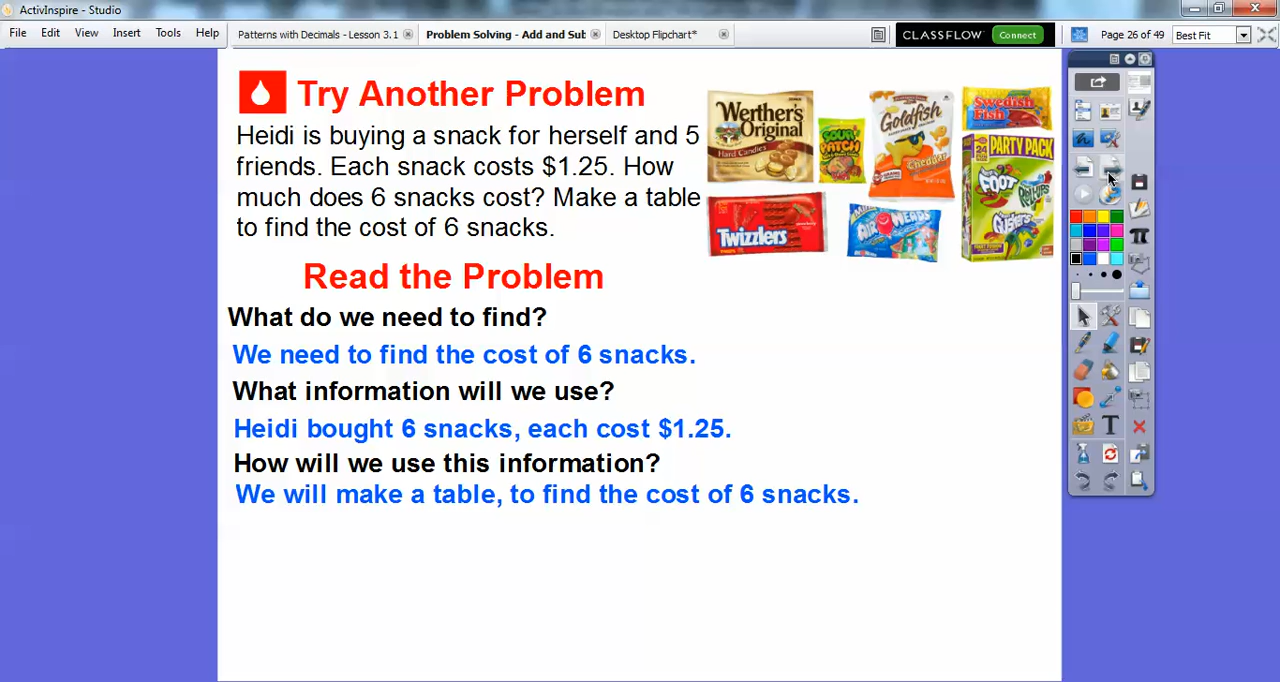 ActivInspire - Studio
File Edit View Insert Tools Help
Patterns with Decimals - Lesson 3.1
Problem Solving - Add and Sub
Desktop Flipchart*
CLASSFLOW Connect
Page 26 of 49
Best Fit
Try Another Problem
Heidi is buying a snack for herself and 5
friends. Each snack costs $1.25. How
much does 6 snacks cost? Make a table
to find the cost of 6 snacks.
Werther's
Original
Hard Candies
SOUR
PATCH
Goldfish
Cheddar
Swedish
Fish
Twizzlers
AIRHEADS
24
PARTY PACK
FOOT
Gushers
Read the Problem
What do we need to find?
We need to find the cost of 6 snacks.
What information will we use?
Heidi bought 6 snacks, each cost $1.25.
How will we use this information?
We will make a table, to find the cost of 6 snacks.